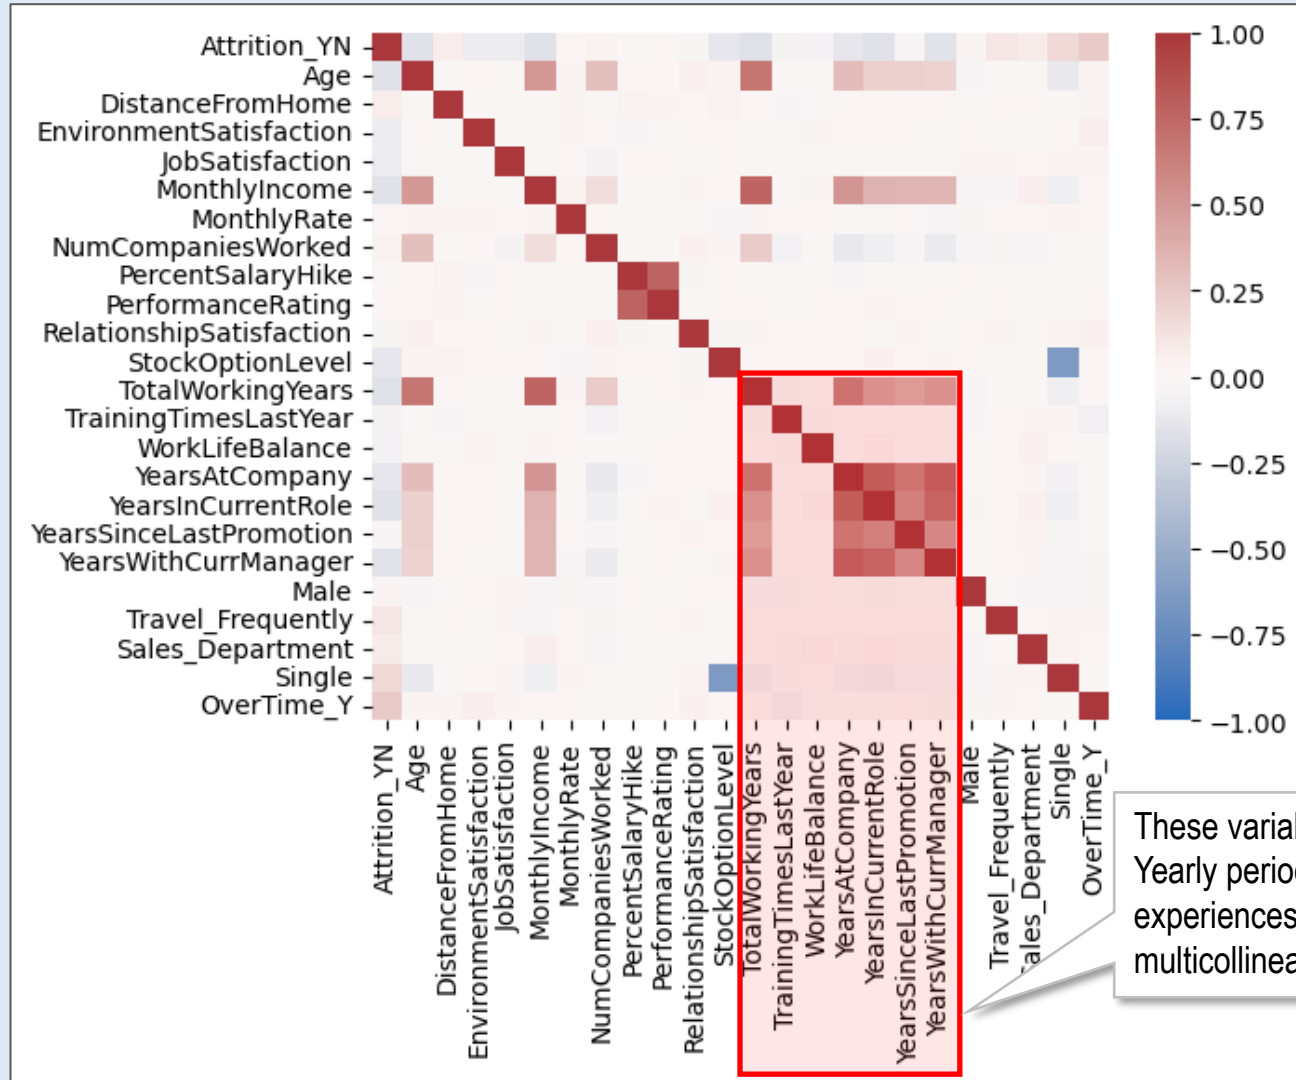 Attrition_YN
Age
DistanceFromHome
EnvironmentSatisfaction
JobSatisfaction
MonthlyIncome
MonthlyRate
NumCompaniesWorked
PercentSalaryHike
PerformanceRating
RelationshipSatisfaction
StockOptionLevel
TotalWorkingYears
TrainingTimesLastYear
WorkLifeBalance
YearsAtCompany
YearsInCurrentRole
YearsSinceLastPromotion
YearsWithCurrManager
Male
Travel_Frequently
Sales_Department
Single
OverTime_Y
1.00
0.75
0.50
0.25
0.00
−0.25
−0.50
−0.75
−1.00
Attrition_YN
Age
DistanceFromHome
EnvironmentSatisfaction
JobSatisfaction
MonthlyIncome
MonthlyRate
NumCompaniesWorked
PercentSalaryHike
PerformanceRating
RelationshipSatisfaction
StockOptionLevel
TotalWorkingYears
TrainingTimesLastYear
WorkLifeBalance
YearsAtCompany
YearsInCurrentRole
YearsSinceLastPromotion
YearsWithCurrManager
Male
Travel_Frequently
ales_Department
Single
OverTime_Y
These
Yearly
experiences